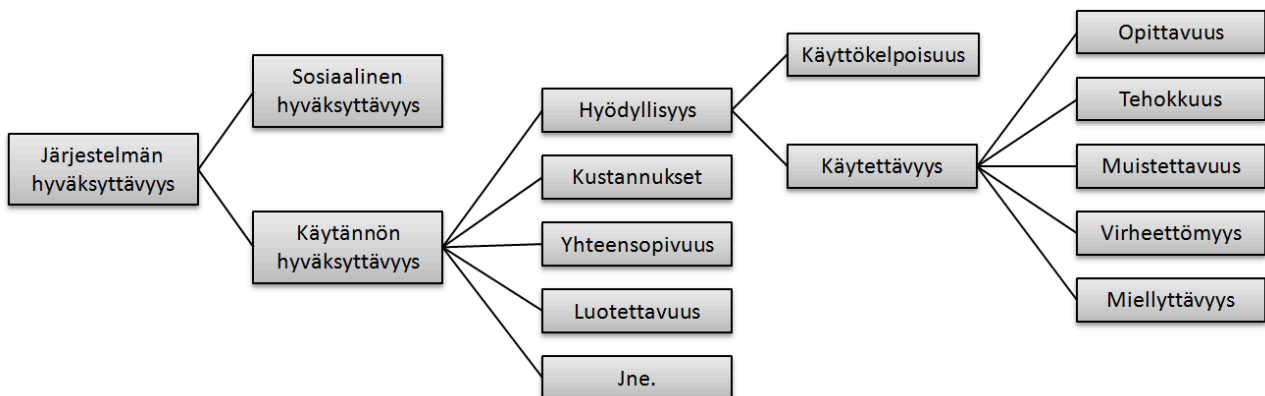 Järjestelmän
hyväksyttävyys
Sosiaalinen
hyväksyttävyys
Käytännön
hyväksyttävyys
Hyödyllisyys
Kustannukset
Yhteensopivuus
Luotettavuus
Jne.
Käyttökelpoisuus
Käytettävyys
Opittavuus
Tehokkuus
Muistettavuus
Virheettömyys
Miellyttävyys